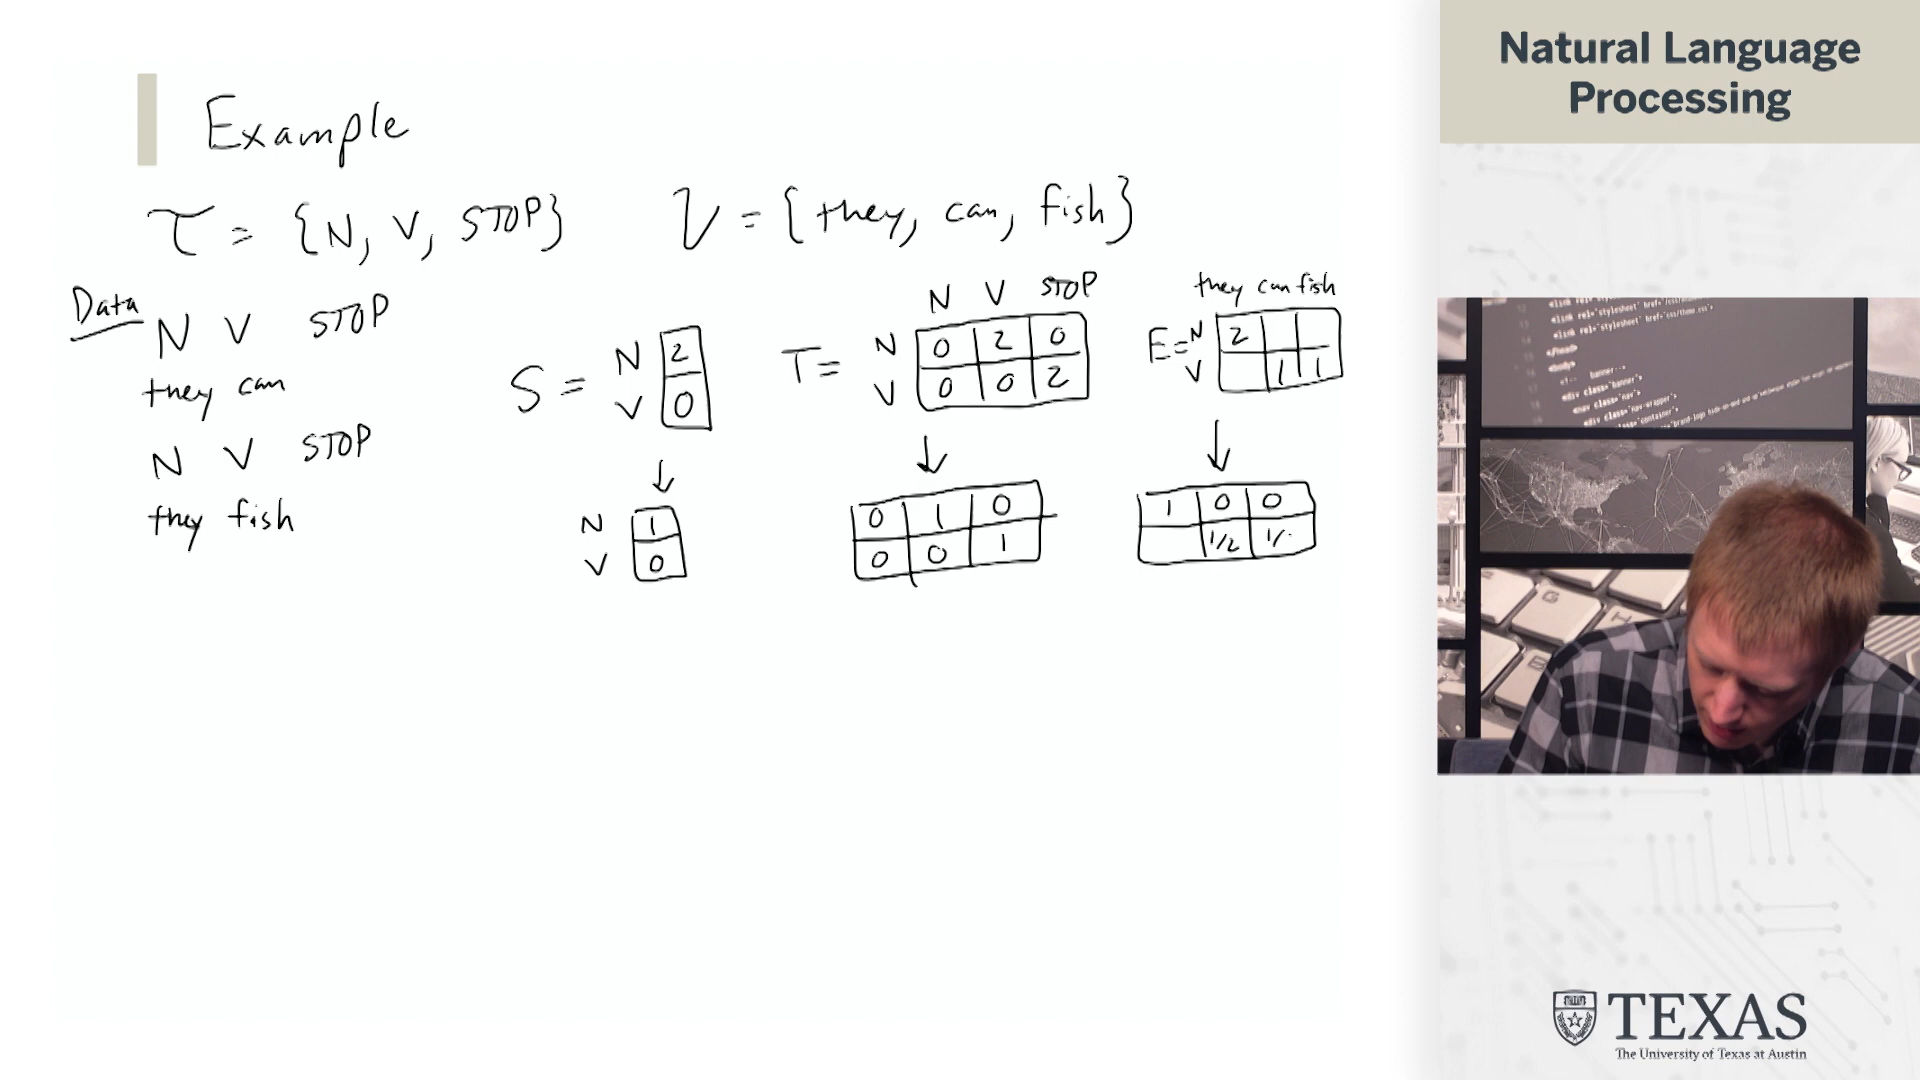 Natural Language
Processing
Example
τ = {N, V, STOP}
V = {they, can, fish}
Data
N V STOP
they can
N V STOP
they fish
S = N 2
V 0
N 1
V 0
N V STOP
T = N 0 2 0
V 0 0 2
0 1 0
0 0 1
they can fish
E = N 2
V 1 1
1 0 0
1/2 1/
TEXAS
The University of Texas at Austin